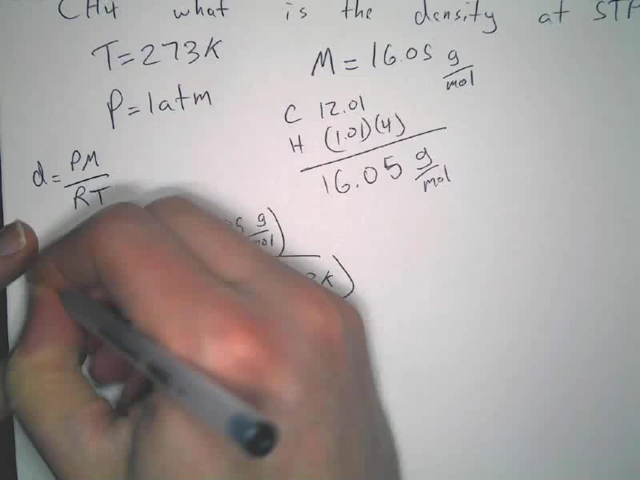 CH4 what is the density at STP
T=273K
P=1atm
M=16.05 g/mol
C 12.01
H (1.01)(4)
16.05 g/mol
d=PM/RT
g/mol)
K)